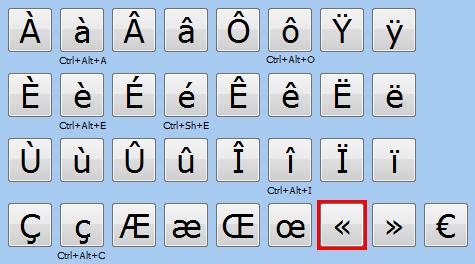 À à Â â Ô ô Ÿ ÿ
Ctrl+Alt+A Ctrl+Alt+O
È è É é Ê ê Ë ë
Ctrl+Alt+E Ctrl+Sh+E
Ù ù Û û Î î Ï ï
Ctrl+Alt+I
Ç ç Æ æ Œ œ « » €
Ctrl+Alt+C